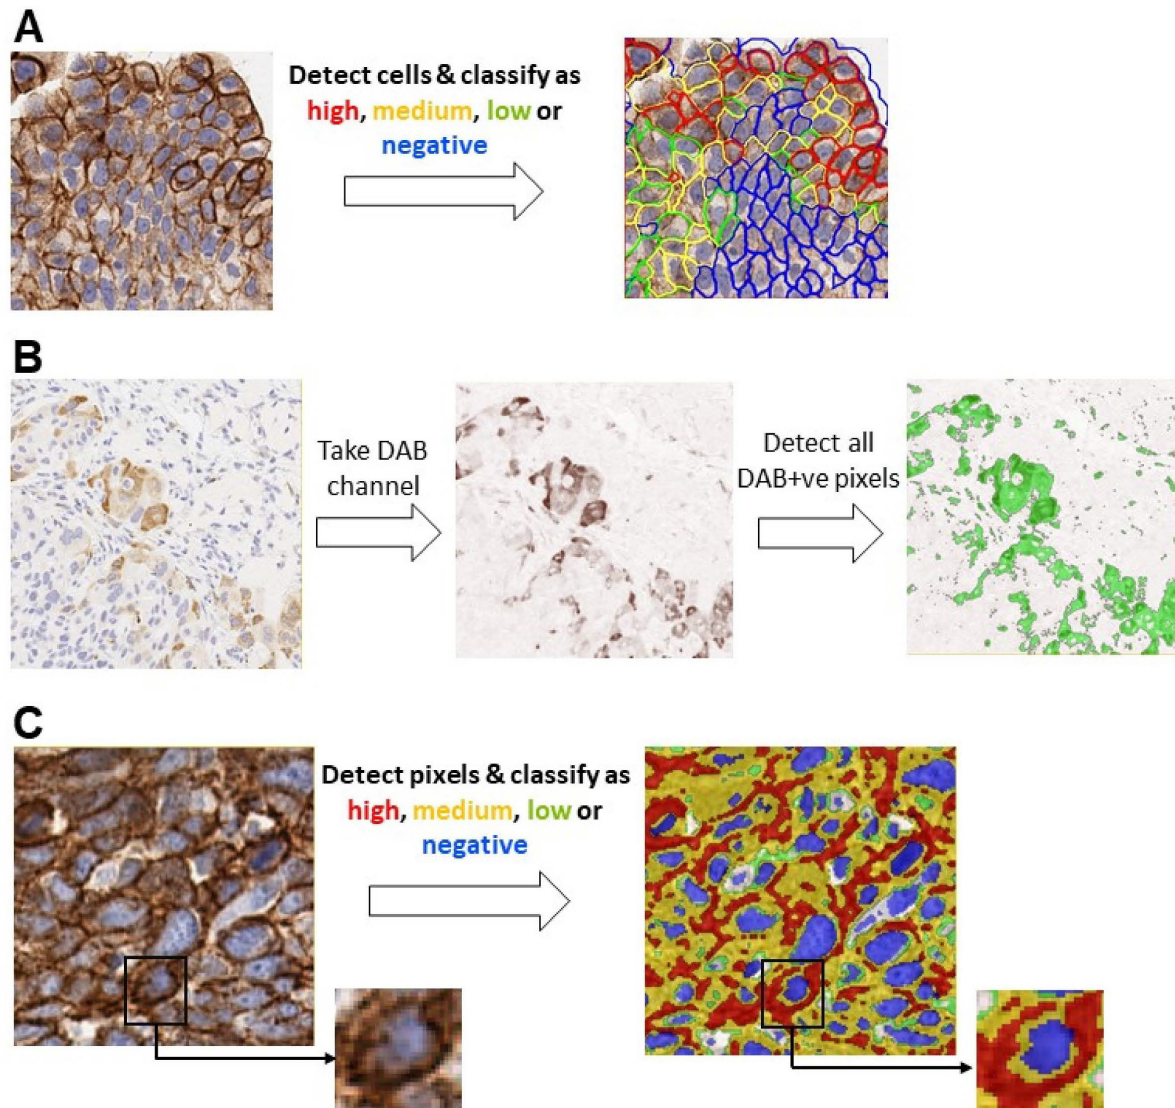 A
Detect cells & classify as
high, medium, low or
negative
B
Take DAB
channel
Detect all
DAB+ve pixels
C
Detect pixels & classify as
high, medium, low or
negative